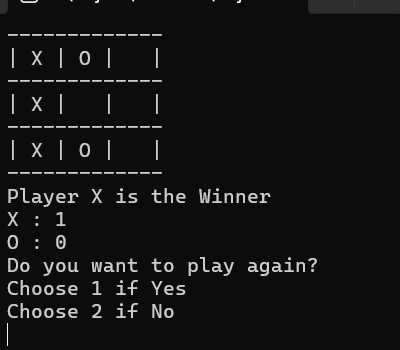 -------------
| X | O |   |
-------------
| X |   |   |
-------------
| X | O |   |
-------------
Player X is the Winner
X : 1
O : 0
Do you want to play again?
Choose 1 if Yes
Choose 2 if No